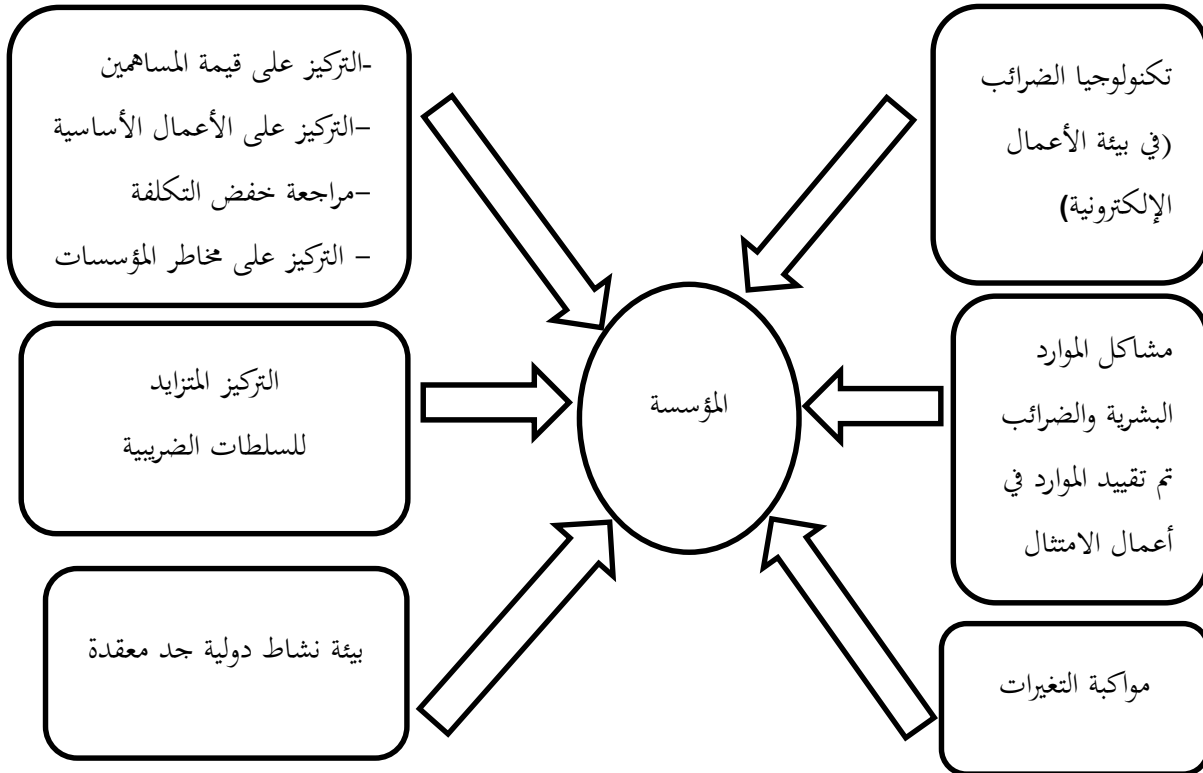 تكنولوجيا الضرائب
(في بيئة الأعمال
الإلكترونية)
مشاكل الموارد
البشرية والضرائب
تم تقييد الموارد في
أعمال الامتثال
مواكبة التغيرات
المؤسسة
-التركيز على قيمة المساهمين
–التركيز على الأعمال الأساسية
–مراجعة خفض التكلفة
– التركيز على مخاطر المؤسسات
التركيز المتزايد
للسلطات الضريبية
بيئة نشاط دولية جد معقدة